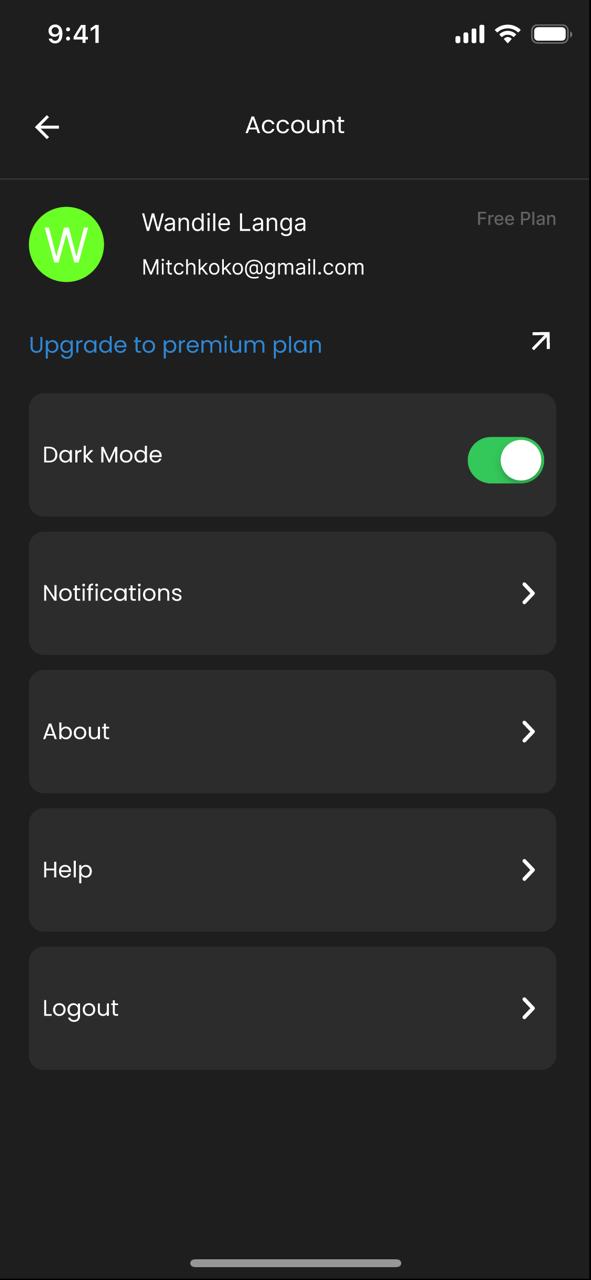 9:41
Account
W
Wandile Langa
Free Plan
Mitchkoko@gmail.com
Upgrade to premium plan
Dark Mode
Notifications
About
Help
Logout